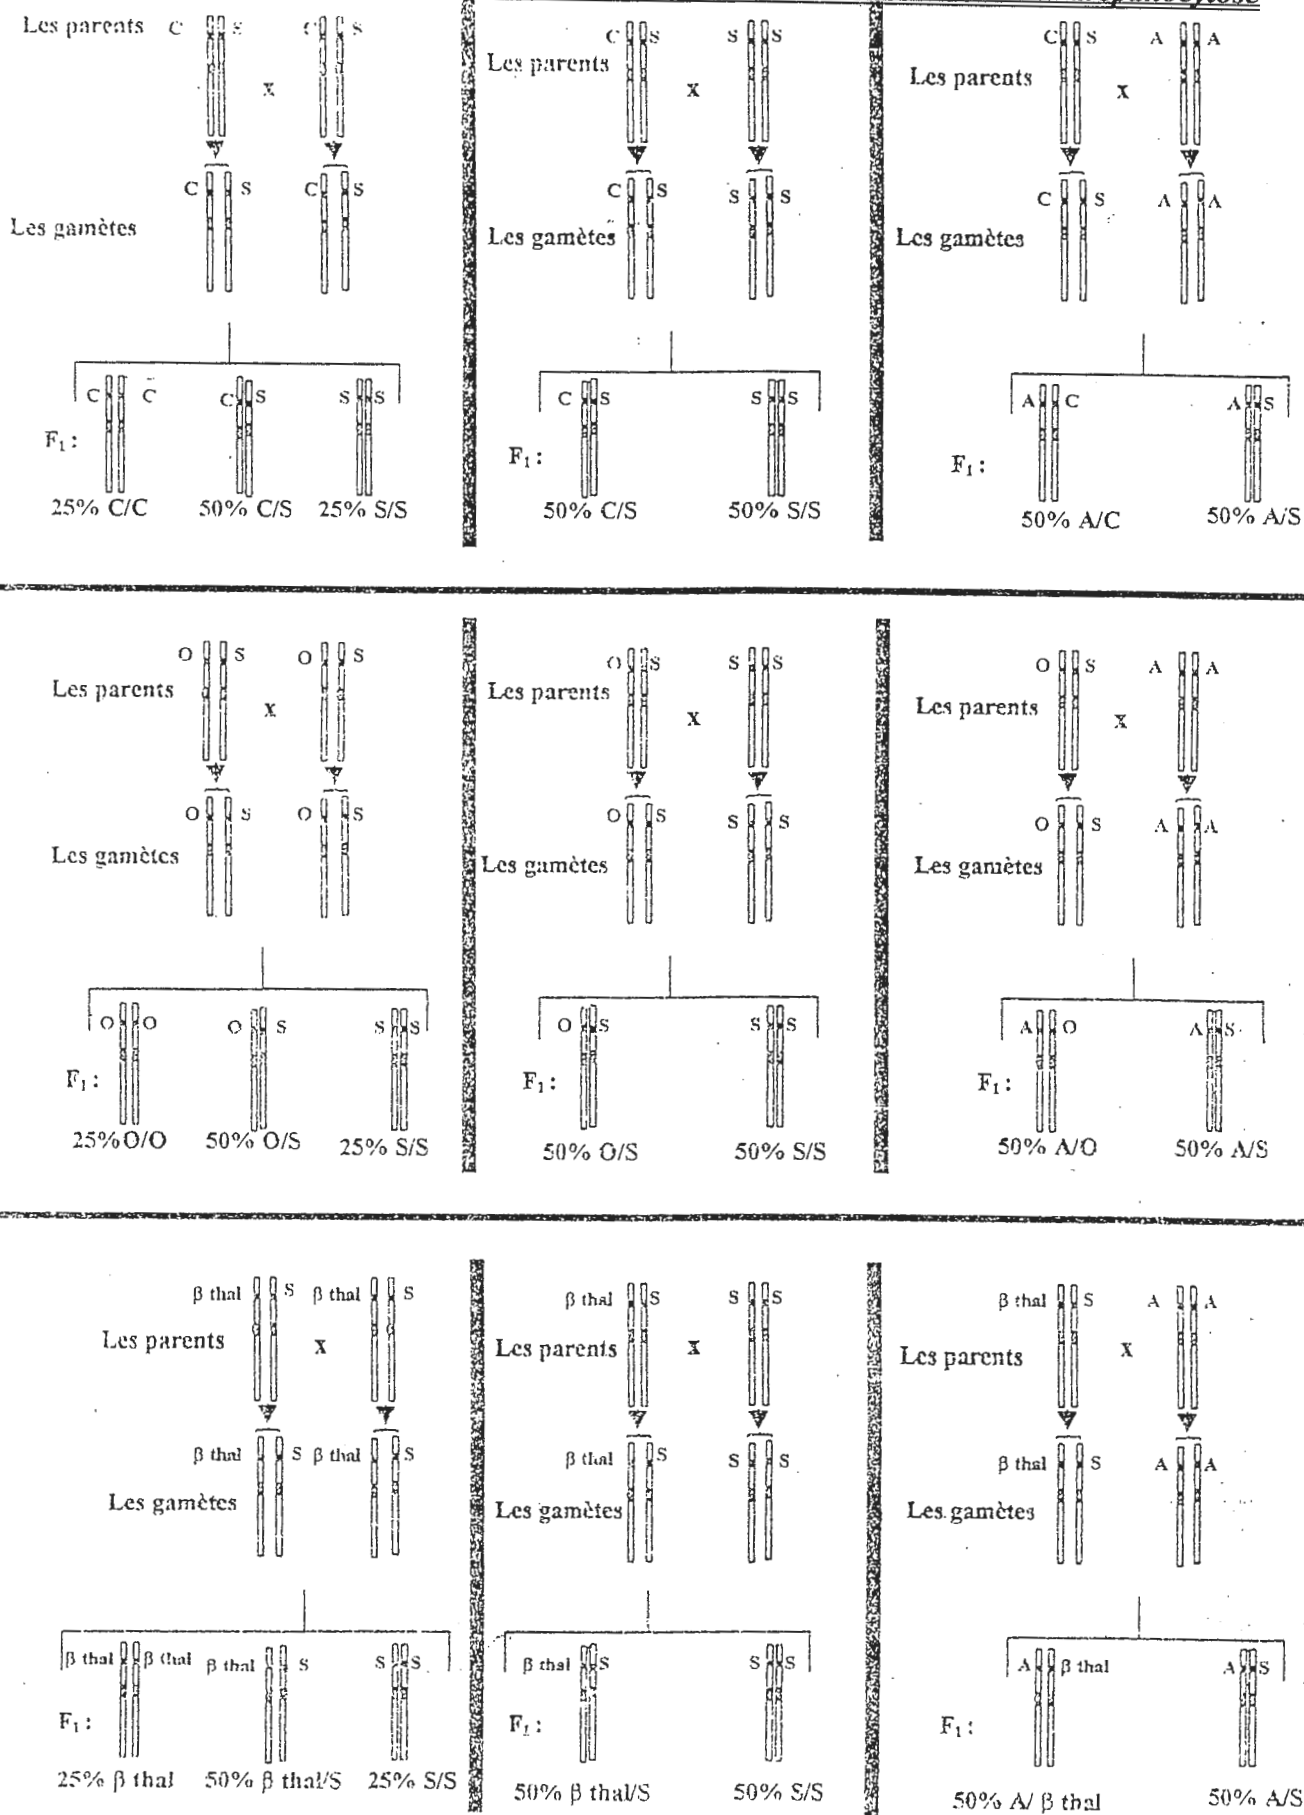 Les parents C S C S
x
C S C S
Les gamètes
C C C S S S
F1 :
25% C/C 50% C/S 25% S/S
C S S S
Les parents
x
C S S S
Les gamètes
C S S S
F1 :
50% C/S 50% S/S
C S A A
Les parents
x
C S A A
Les gamètes
A C A S
F1 :
50% A/C 50% A/S
O S O S
Les parents
x
O S O S
Les gamètes
O O O S S S
F1 :
25% O/O 50% O/S 25% S/S
O S S S
Les parents
x
O S S S
Les gamètes
O S S S
F1 :
50% O/S 50% S/S
O S A A
Les parents
x
O S A A
Les gamètes
A O A S
F1 :
50% A/O 50% A/S
β thal S β thal S
Les parents x
β thal S β thal S
Les gamètes
β thal β thal β thal S S S
F1 :
25% β thal 50% β thal/S 25% S/S
β thal S S S
Les parents x
β thal S S S
Les gamètes
β thal S S S
F1 :
50% β thal/S 50% S/S
β thal S A A
Les parents x
β thal S A A
Les gamètes
A β thal A S
F1 :
50% A/ β thal 50% A/S